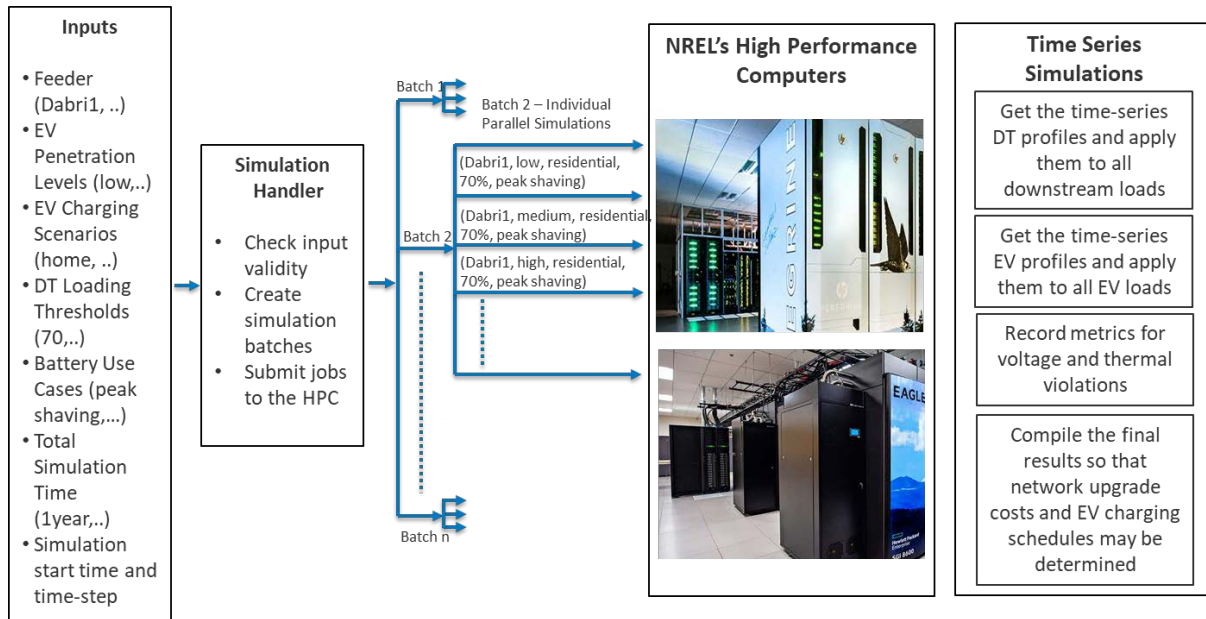 Inputs
• Feeder
(Dabri1, ..)
• EV
Penetration
Levels (low,..)
• EV Charging
Scenarios
(home, ..)
• DT Loading
Thresholds
(70,..)
• Battery Use
Cases (peak
shaving,...)
• Total
Simulation
Time
(1year,..)
• Simulation
start time and
time-step
Simulation
Handler
• Check input
validity
• Create
simulation
batches
• Submit jobs
to the HPC
Batch 1
Batch 2 – Individual
Parallel Simulations
(Dabri1, low, residential,
70%, peak shaving)
(Dabri1, medium, residential,
70%, peak shaving)
Batch 2
(Dabri1, high, residential,
70%, peak shaving)
Batch n
NREL's High Performance
Computers
EGRINE
EAGLE
Hewlett Packard
Enterprise
SGI 8600
Time Series
Simulations
Get the time-series
DT profiles and apply
them to all
downstream loads
Get the time-series
EV profiles and apply
them to all EV loads
Record metrics for
voltage and thermal
violations
Compile the final
results so that
network upgrade
costs and EV charging
schedules may be
determined